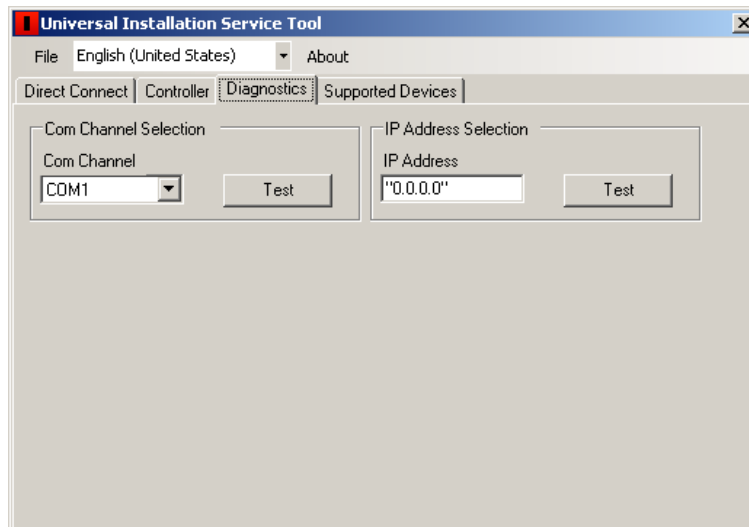 Universal Installation Service Tool
File English (United States) About
Direct Connect Controller Diagnostics Supported Devices
Com Channel Selection
Com Channel
COM1 Test
IP Address Selection
IP Address
"0.0.0.0" Test